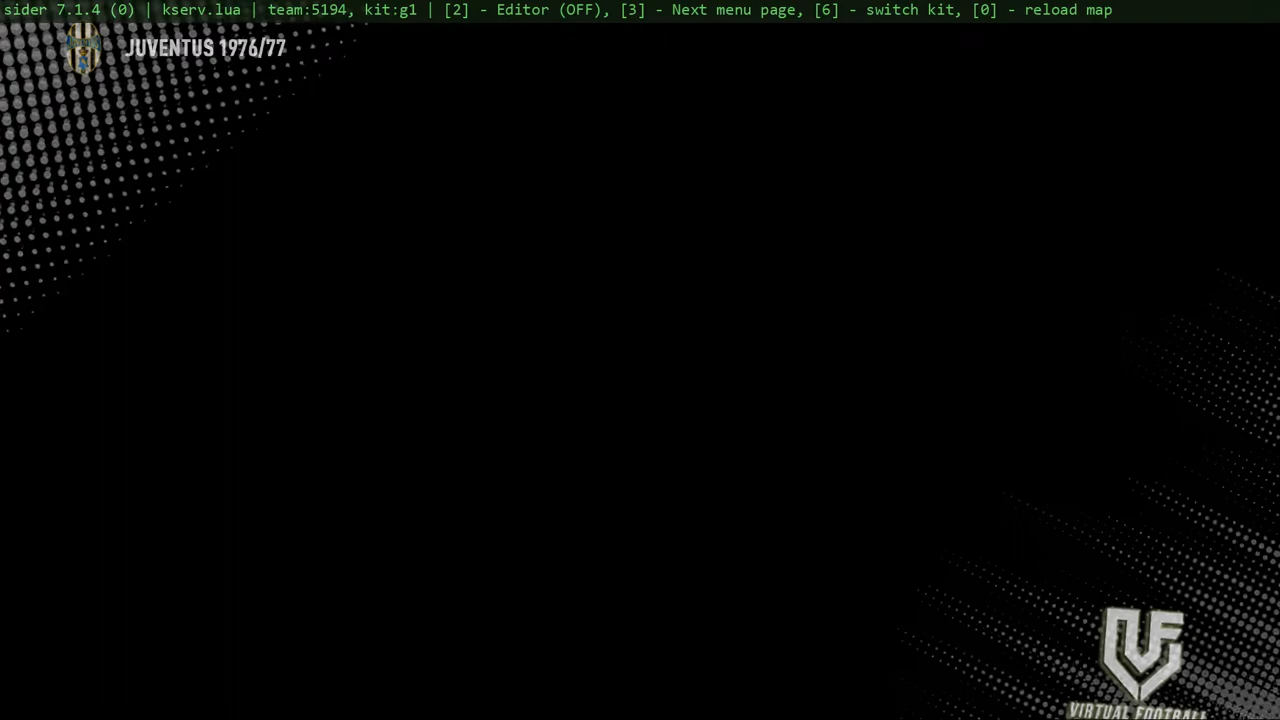 sider 7.1.4 (0) | kserv.lua | team:5194, kit:g1 | [2] - Editor (OFF), [3] - Next menu page, [6] - switch kit, [0] - reload map
JUVENTUS 1976/77
VIRTUAL FOOTBALL